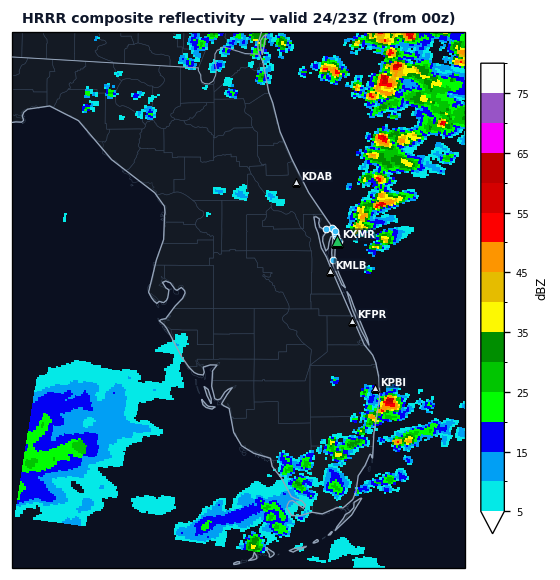 HRRR composite reflectivity — valid 24/23Z (from 00z)
75
65
55
45
35
25
15
5
dBZ
KDAB
KXMR
KMLB
KFPR
KPBI